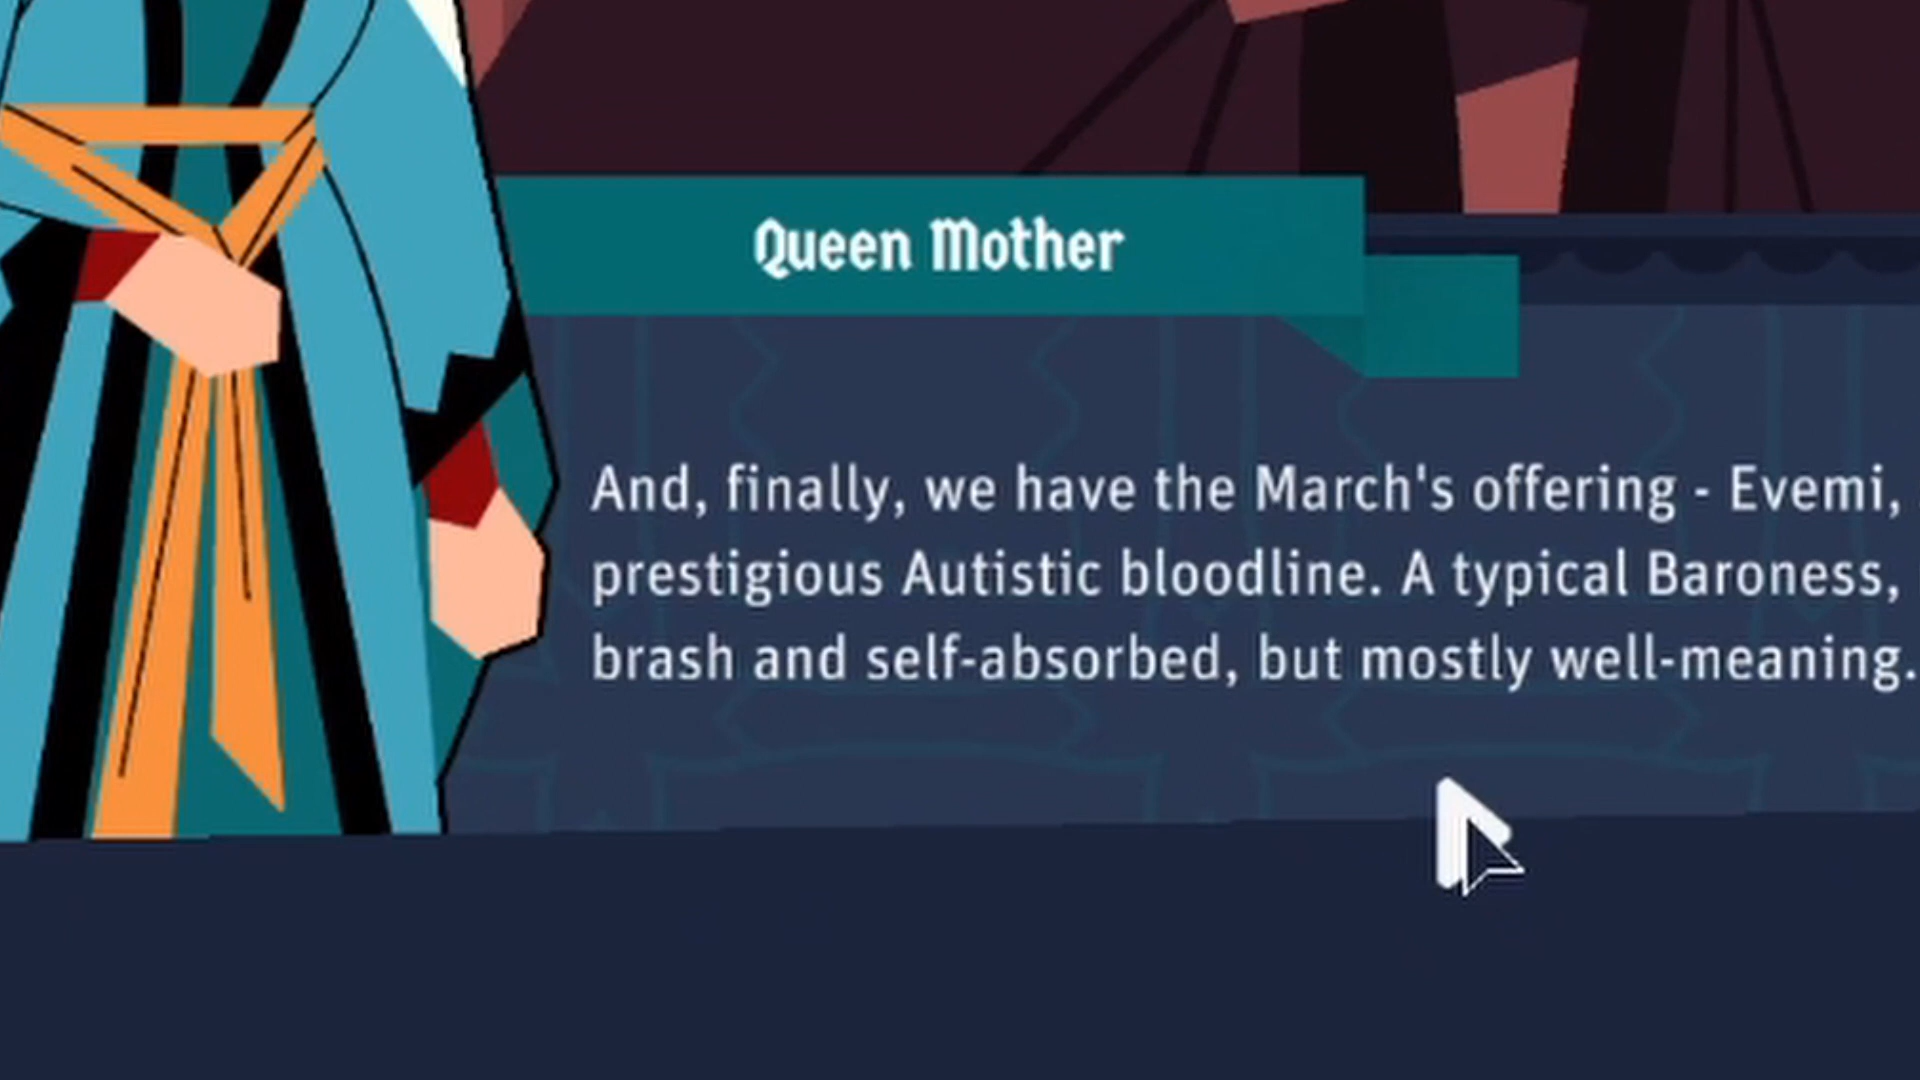 Queen Mother
And, finally, we have the March's offering - Evemi,
prestigious Autistic bloodline. A typical Baroness,
brash and self-absorbed, but mostly well-meaning.